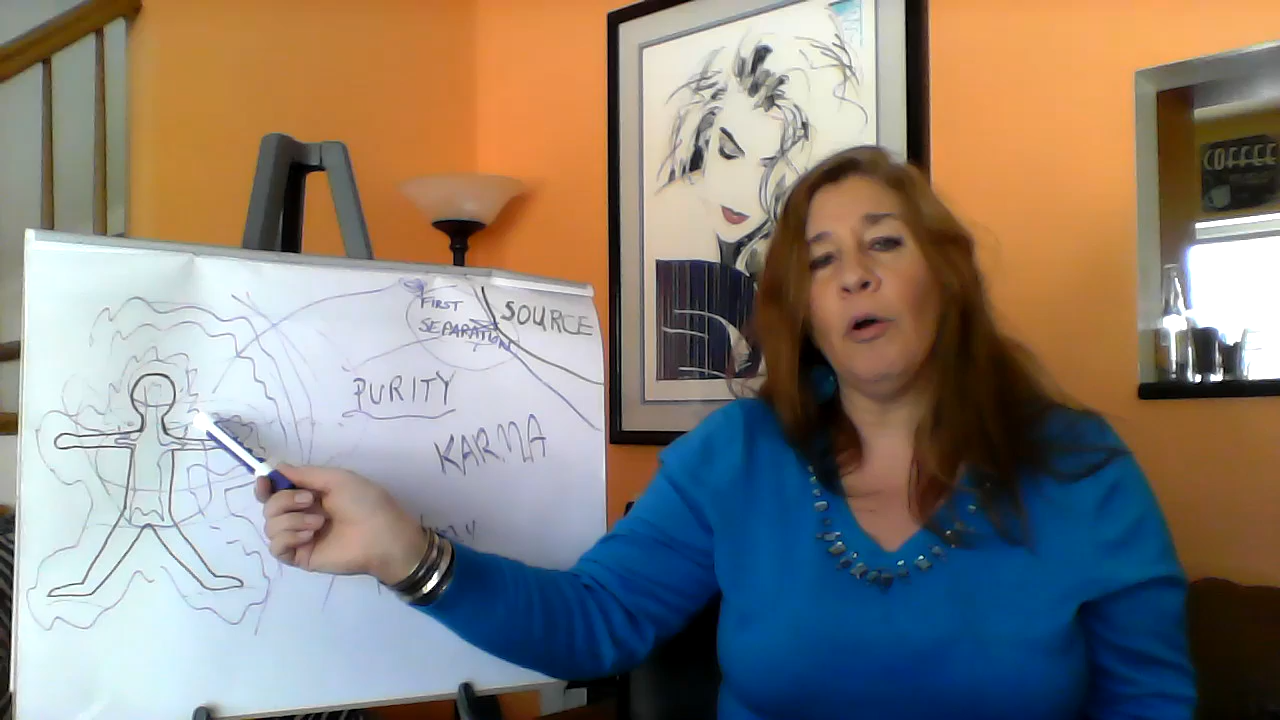 FIRST
SEPARATION
SOURCE
PURITY
KARMA
COFFEE